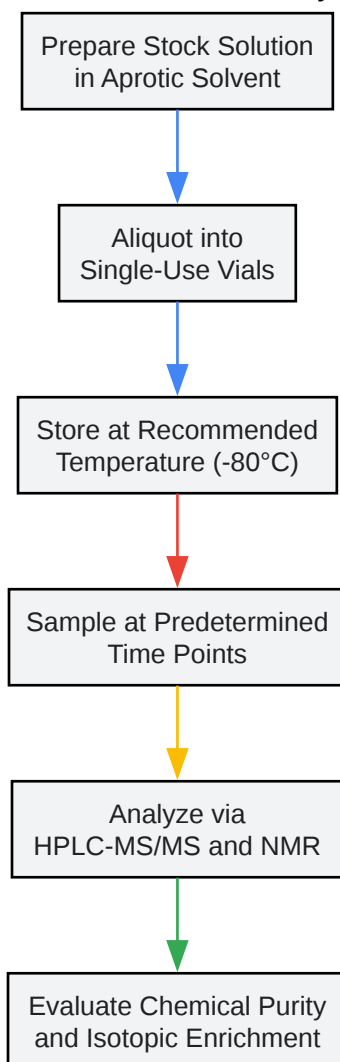 Prepare Stock Solution
in Aprotic Solvent
Aliquot into
Single-Use Vials
Store at Recommended
Temperature (-80°C)
Sample at Predetermined
Time Points
Analyze via
HPLC-MS/MS and NMR
Evaluate Chemical Purity
and Isotopic Enrichment